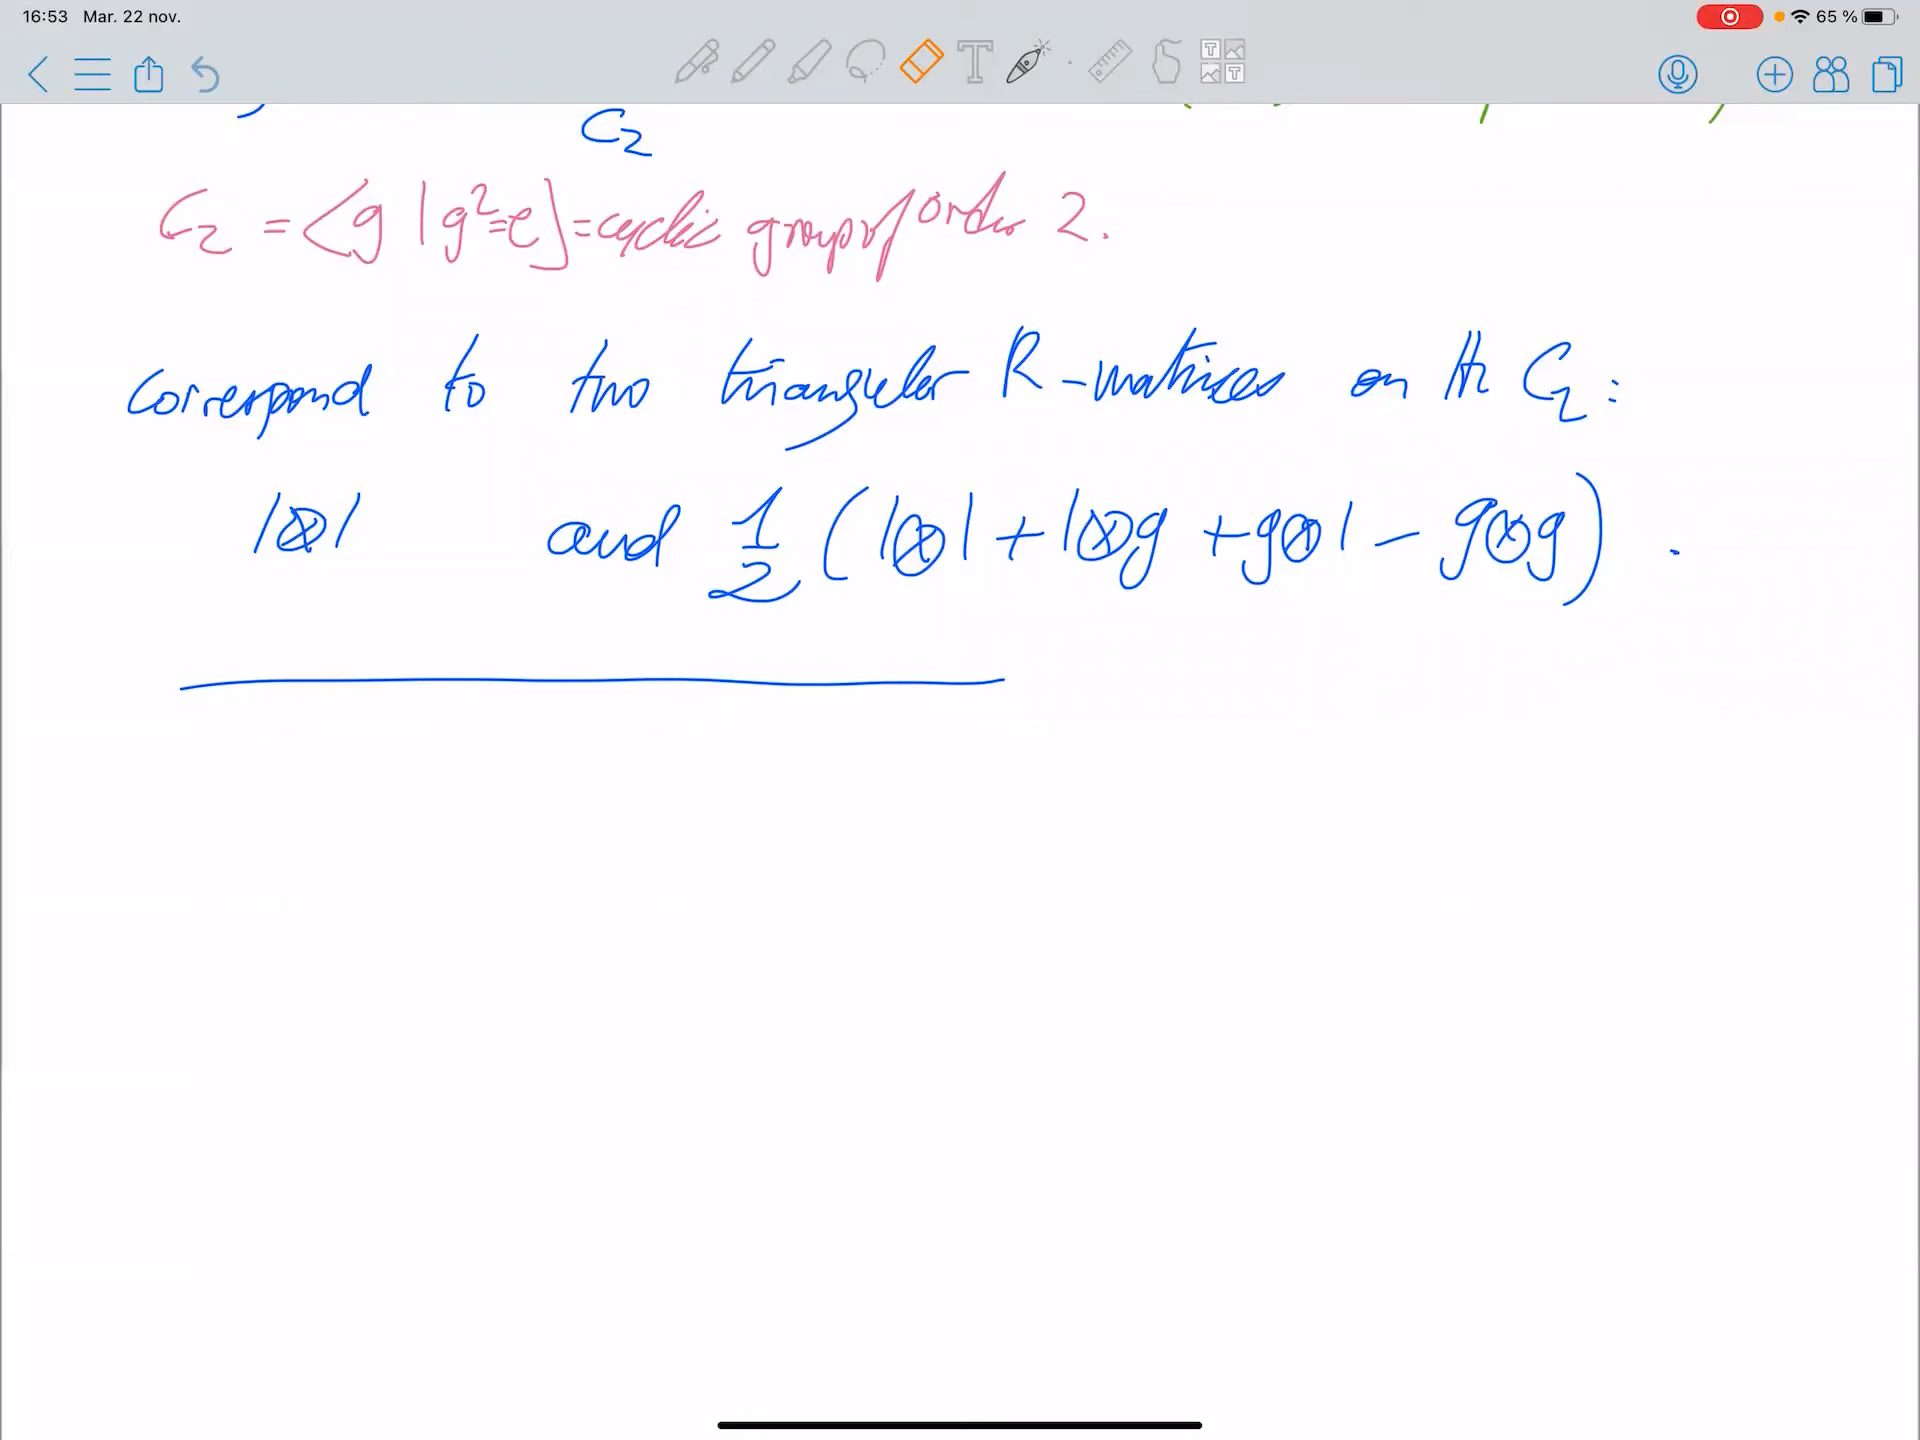 16:53 Mar. 22 nov. 65 %
C₂
C₂ = <g | g²=e] = cyclic group of order 2.
correspond to two triangular R-matrices on k C₂ :
1⊗1 and 1/2 (1⊗1 + 1⊗g + g⊗1 - g⊗g) .